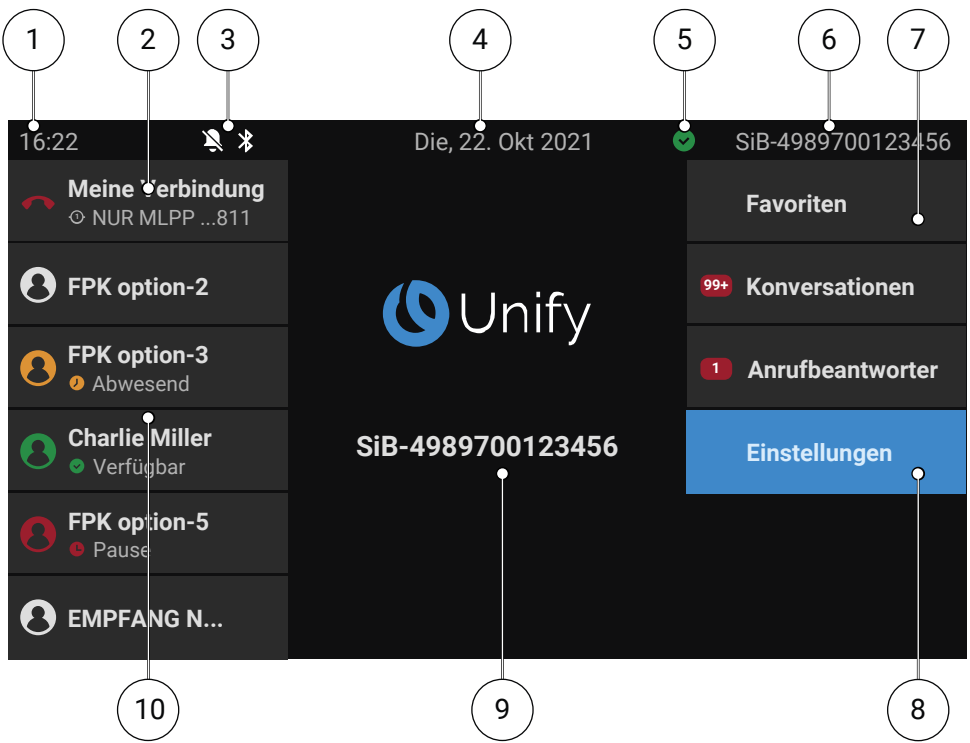 1
2
3
4
5
6
7
16:22
Die, 22. Okt 2021
SiB-4989700123456
Meine Verbindung
NUR MLPP ...811
FPK option-2
FPK option-3
Abwesend
Charlie Miller
Verfügbar
FPK option-5
Pause
EMPFANG N...
Unify
SiB-4989700123456
Favoriten
99+ Konversationen
1 Anrufbeantworter
Einstellungen
10
9
8